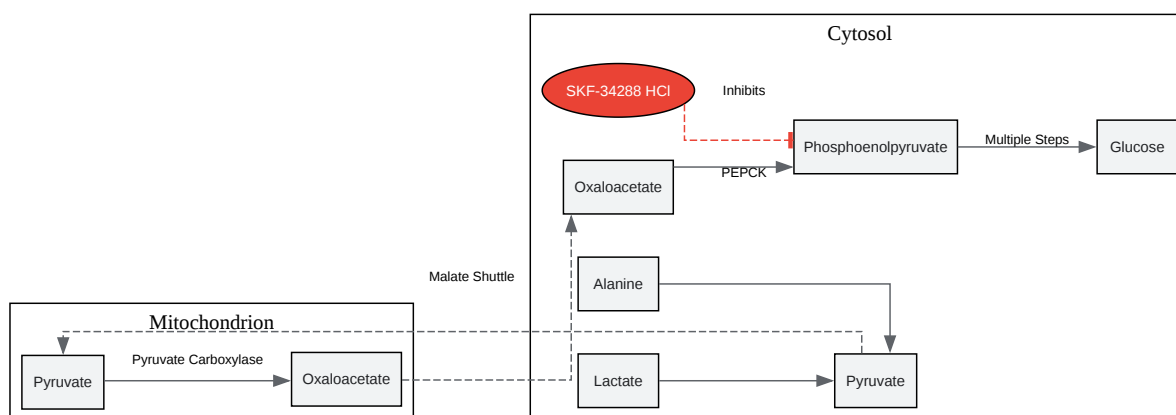 Cytosol
SKF-34288 HCl
Inhibits
Phosphoenolpyruvate
Multiple Steps
Glucose
PEPCK
Oxaloacetate
Malate Shuttle
Alanine
Mitochondrion
Pyruvate
Pyruvate Carboxylase
Oxaloacetate
Lactate
Pyruvate